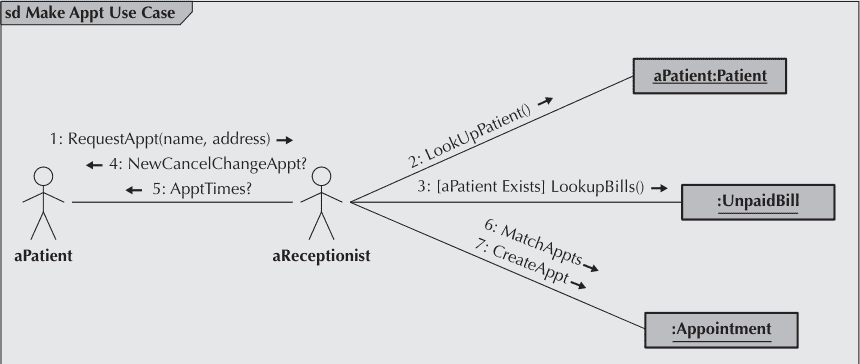 sd Make Appt Use Case
aPatient:Patient
1: RequestAppt(name, address)
2: LookUpPatient()
4: NewCancelChangeAppt?
5: ApptTimes?
3: [aPatient Exists] LookupBills()
:UnpaidBill
6: MatchAppts
7: CreateAppt
aPatient
aReceptionist
:Appointment